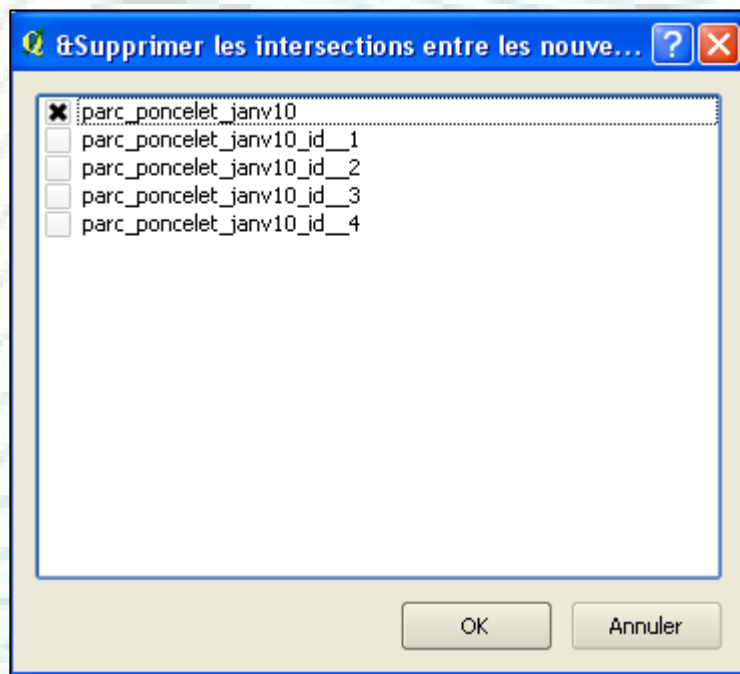 &Supprimer les intersections entre les nouve...
parc_poncelet_janv10
parc_poncelet_janv10_id__1
parc_poncelet_janv10_id__2
parc_poncelet_janv10_id__3
parc_poncelet_janv10_id__4
OK
Annuler